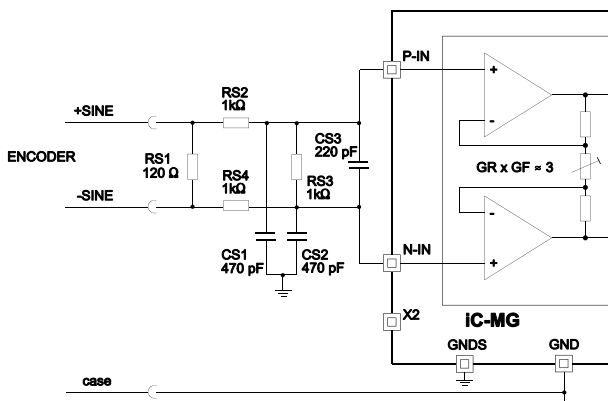 P-IN
+SINE
RS2
1kΩ
ENCODER
RS1
120 Ω
CS3
220 pF
RS4
1kΩ
RS3
1kΩ
GR x GF ≈ 3
-SINE
CS1
470 pF
CS2
470 pF
N-IN
X2
iC-MG
GNDS
GND
case
+
-
-
+